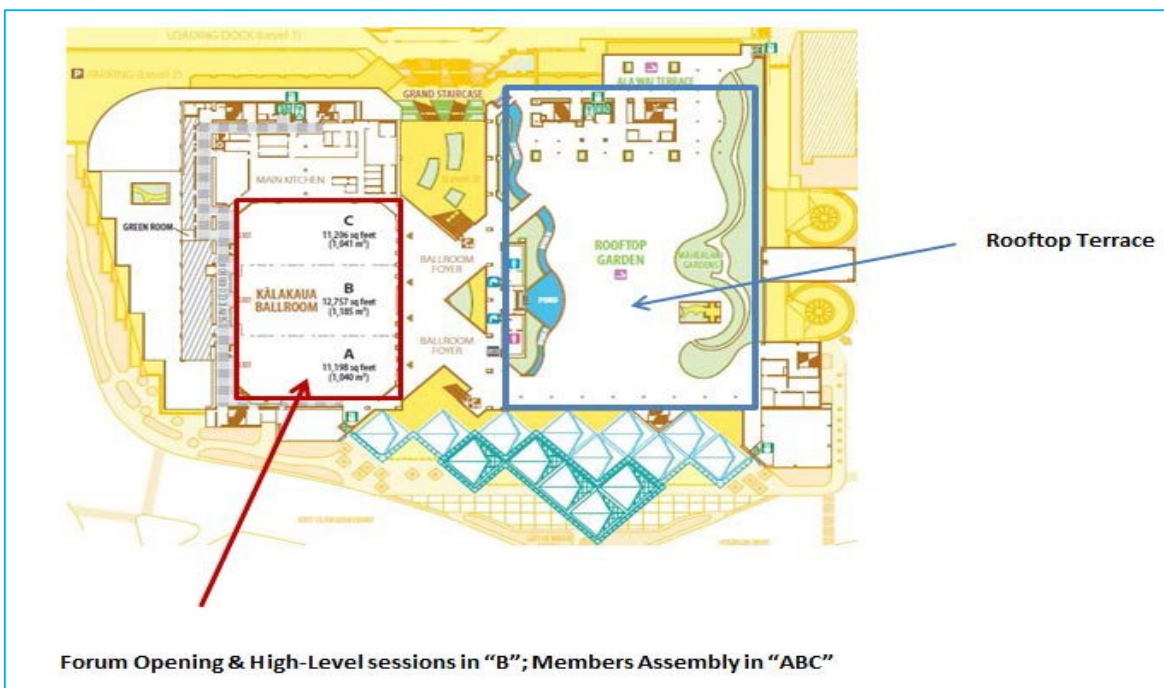 LOADING DOCK (Level 1)
P PARKING (Level 2)
GRAND STAIRCASE
ALA WAI TERRACE
MAIN KITCHEN
GREEN ROOM
C
11,206 sq feet
(1,041 m²)
BALLROOM
FOYER
ROOFTOP
GARDEN
MAHEALANI
GARDENS
Rooftop Terrace
KĀLAKAUA
BALLROOM
B
12,757 sq feet
(1,185 m²)
POND
A
11,198 sq feet
(1,040 m²)
BALLROOM
FOYER
Forum Opening & High-Level sessions in “B”; Members Assembly in “ABC”